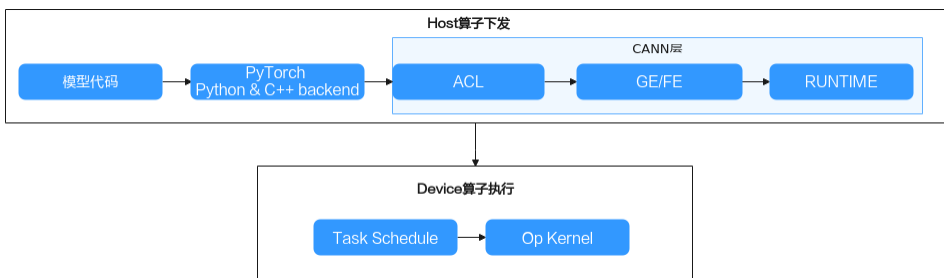 Host算子下发
CANN层
模型代码
PyTorch
Python & C++ backend
ACL
GE/FE
RUNTIME
Device算子执行
Task Schedule
Op Kernel